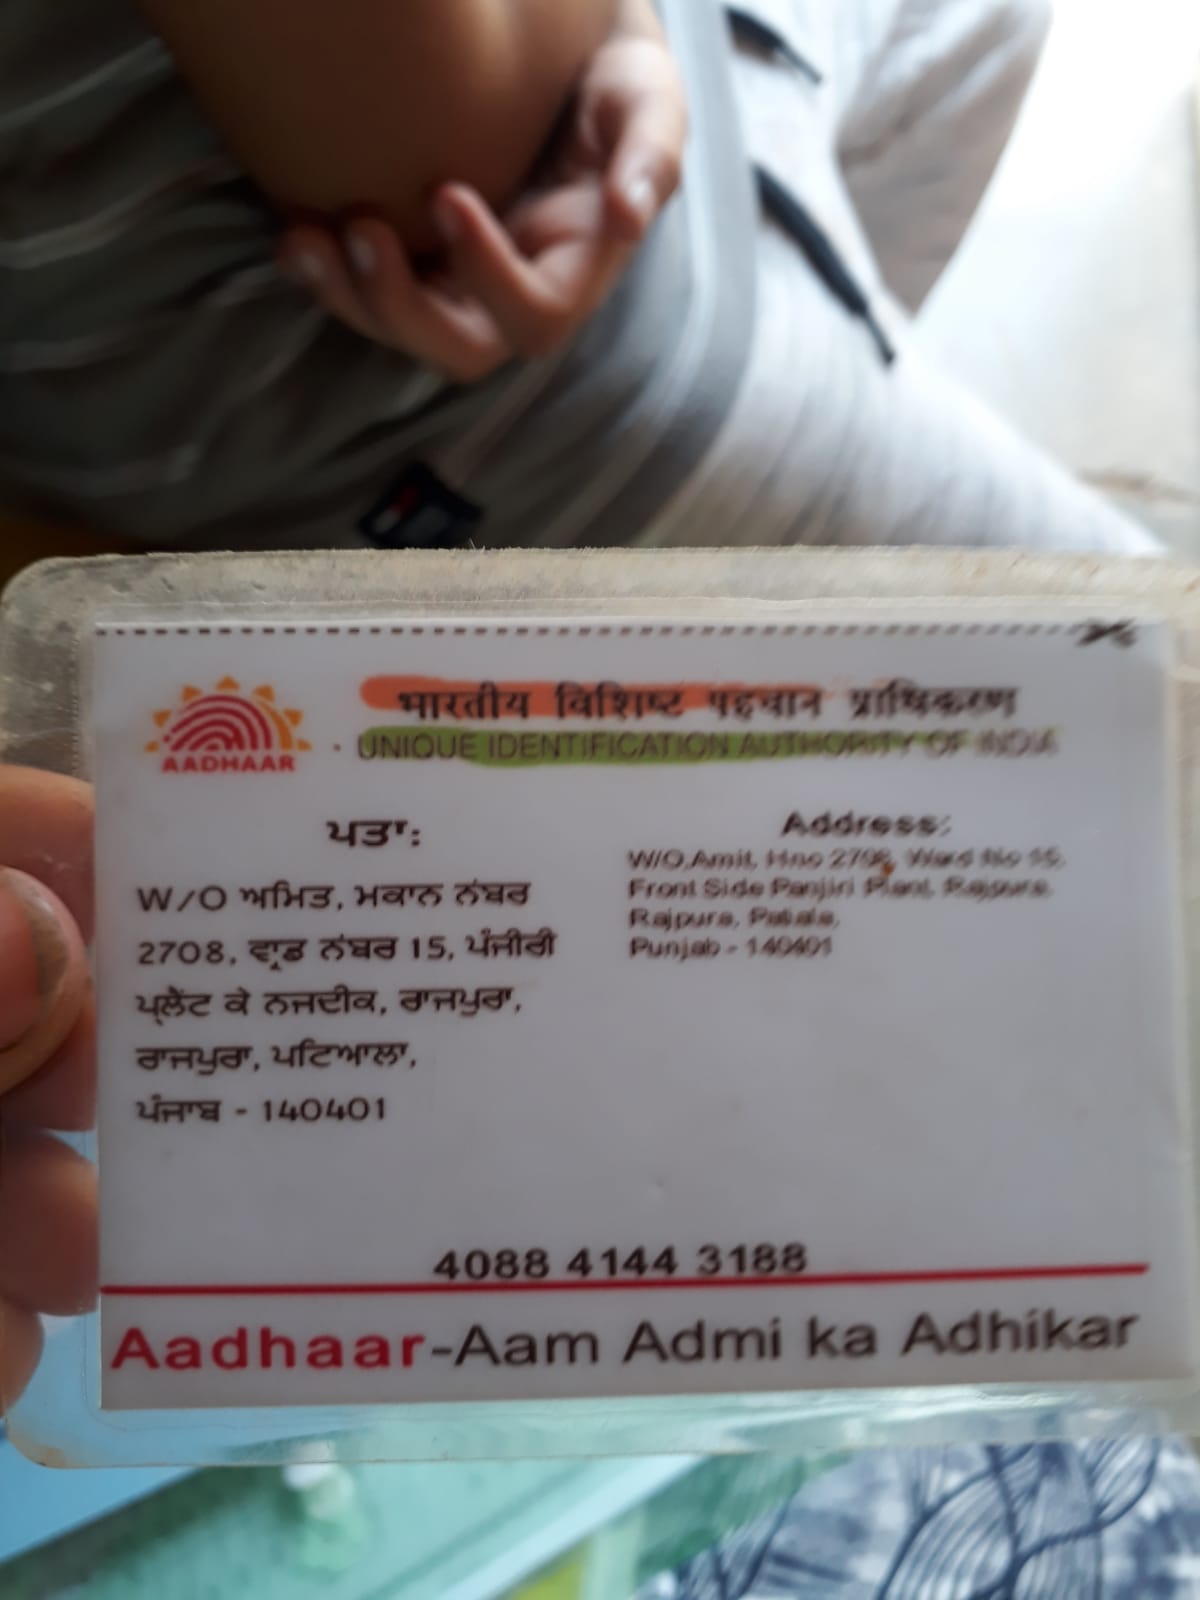 भारतीय विशिष्ट पहचान प्राधिकरण
UNIQUE IDENTIFICATION AUTHORITY OF INDIA
AADHAAR
ਪਤਾ:
W/O ਅਮਿਤ, ਮਕਾਨ ਨੰਬਰ
2708, ਵਾਰਡ ਨੰਬਰ 15, ਪੰਜੀਰੀ
ਪ੍ਲੈਂਟ ਕੇ ਨਜਦੀਕ, ਰਾਜਪੁਰਾ,
ਰਾਜਪੁਰਾ, ਪਟਿਆਲਾ,
ਪੰਜਾਬ - 140401
Address:
W/O,Amit, Hno 2708, Ward No 15,
Front Side Panjiri Plant, Rajpura,
Rajpura, Patiala,
Punjab - 140401
4088 4144 3188
Aadhaar-Aam Admi ka Adhikar